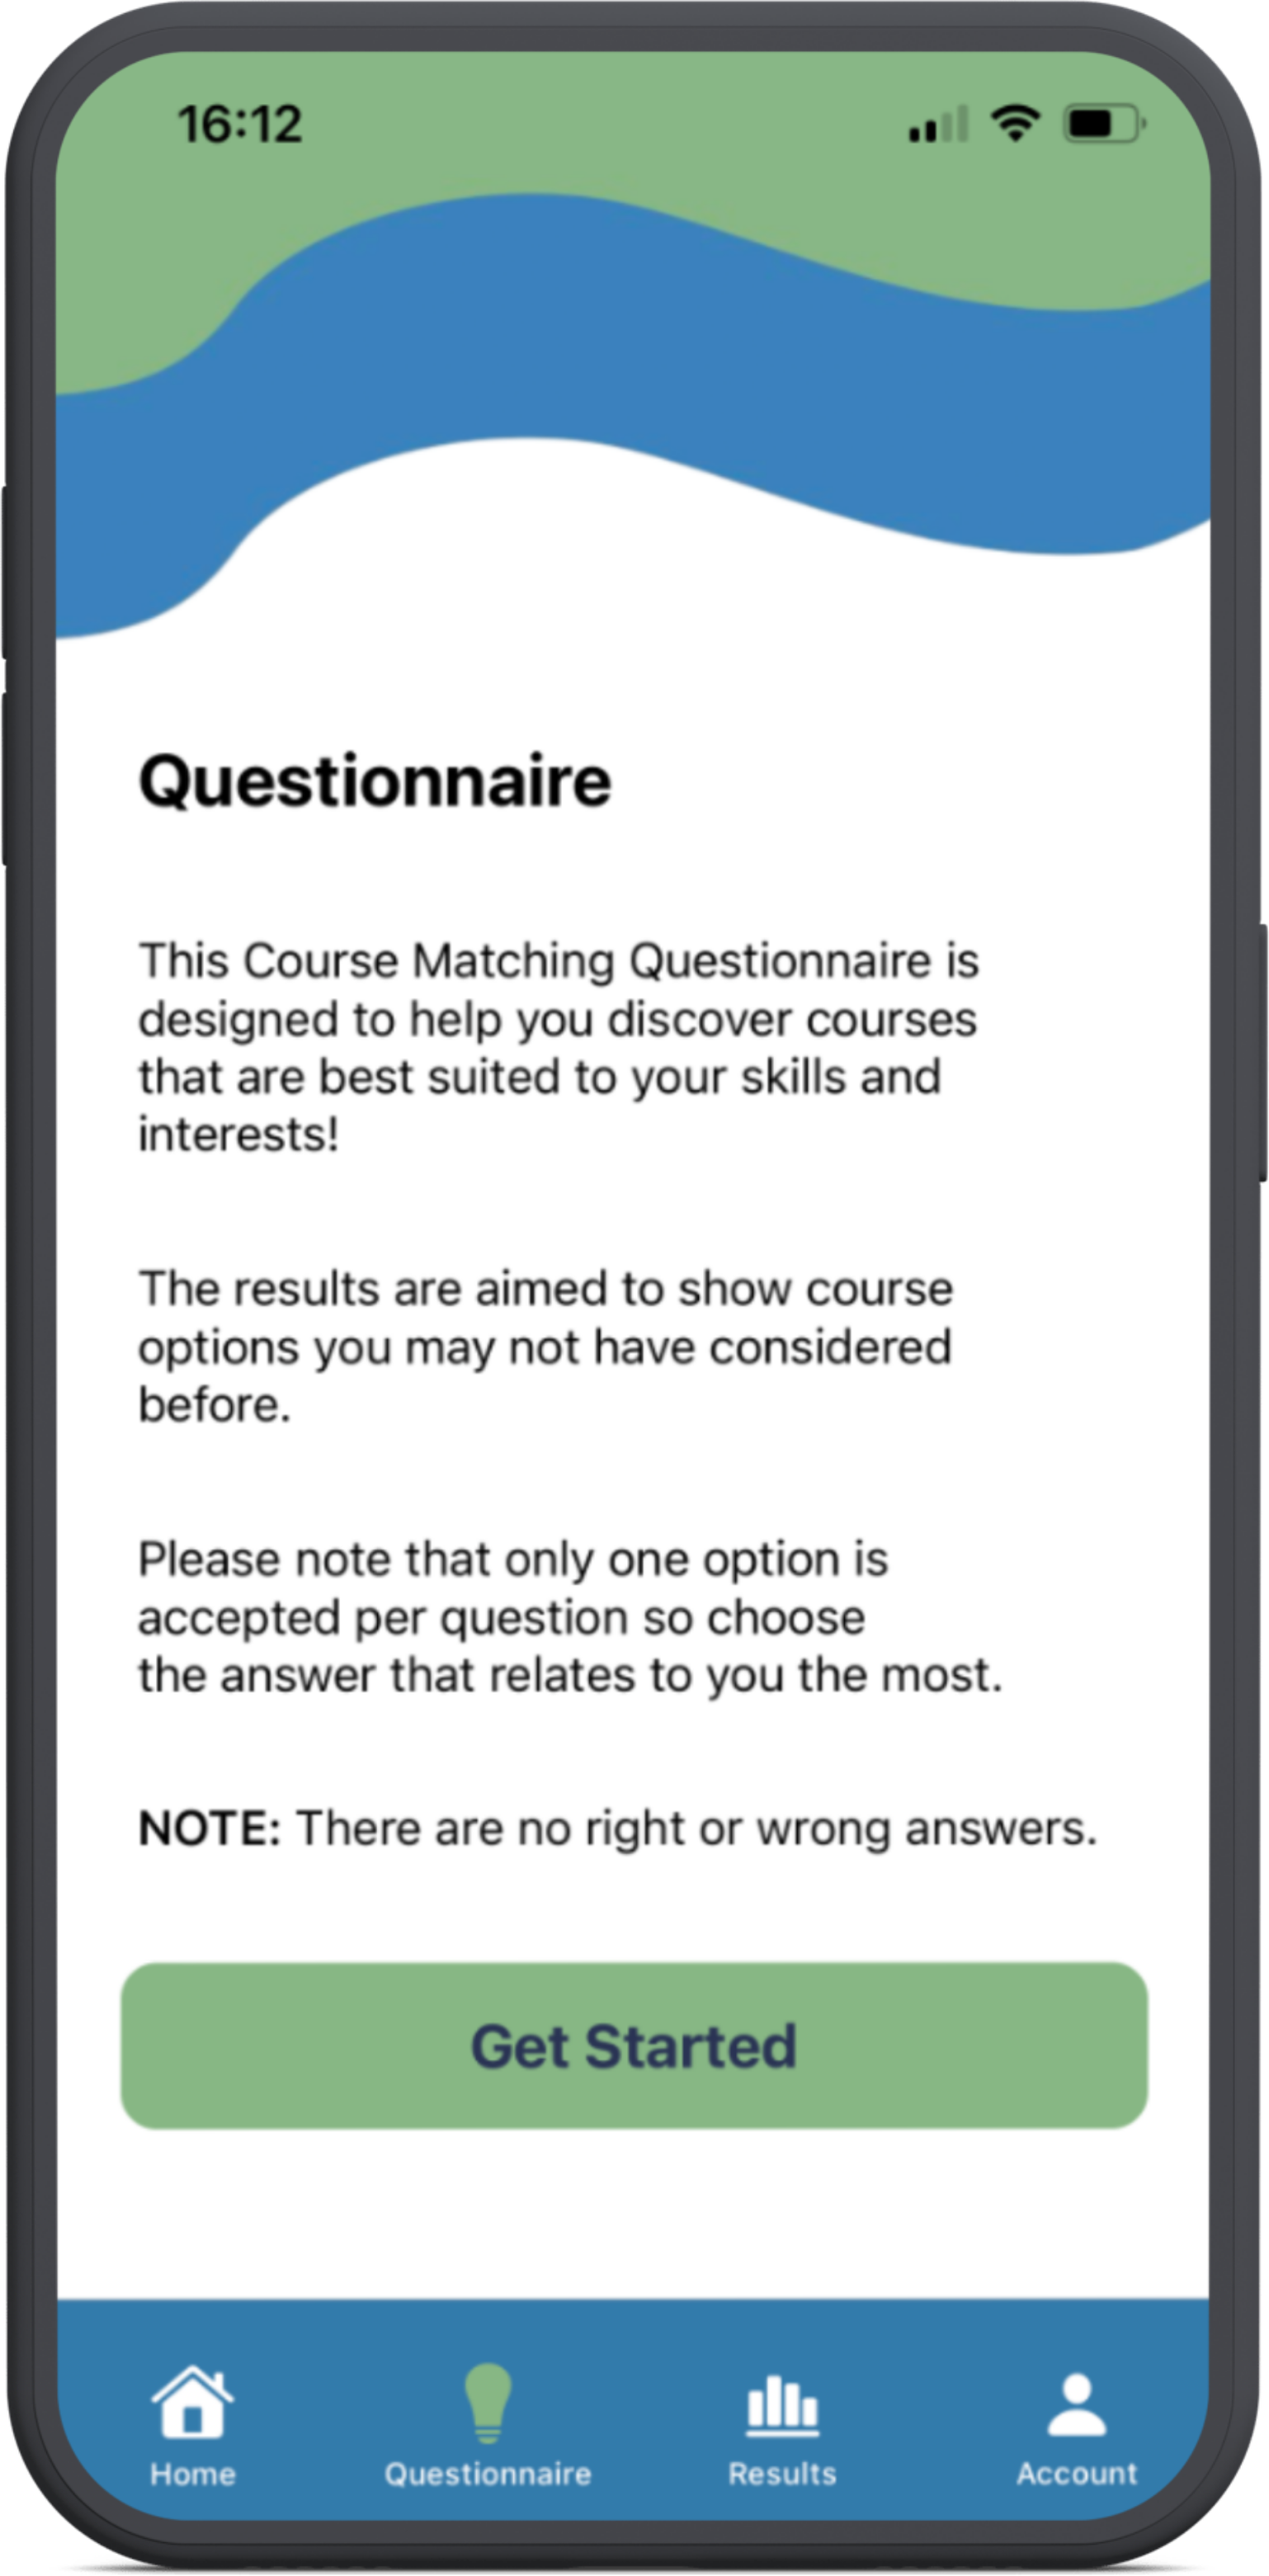 16:12
Questionnaire
This Course Matching Questionnaire is
designed to help you discover courses
that are best suited to your skills and
interests!
The results are aimed to show course
options you may not have considered
before.
Please note that only one option is
accepted per question so choose
the answer that relates to you the most.
NOTE: There are no right or wrong answers.
Get Started
Home Questionnaire Results Account